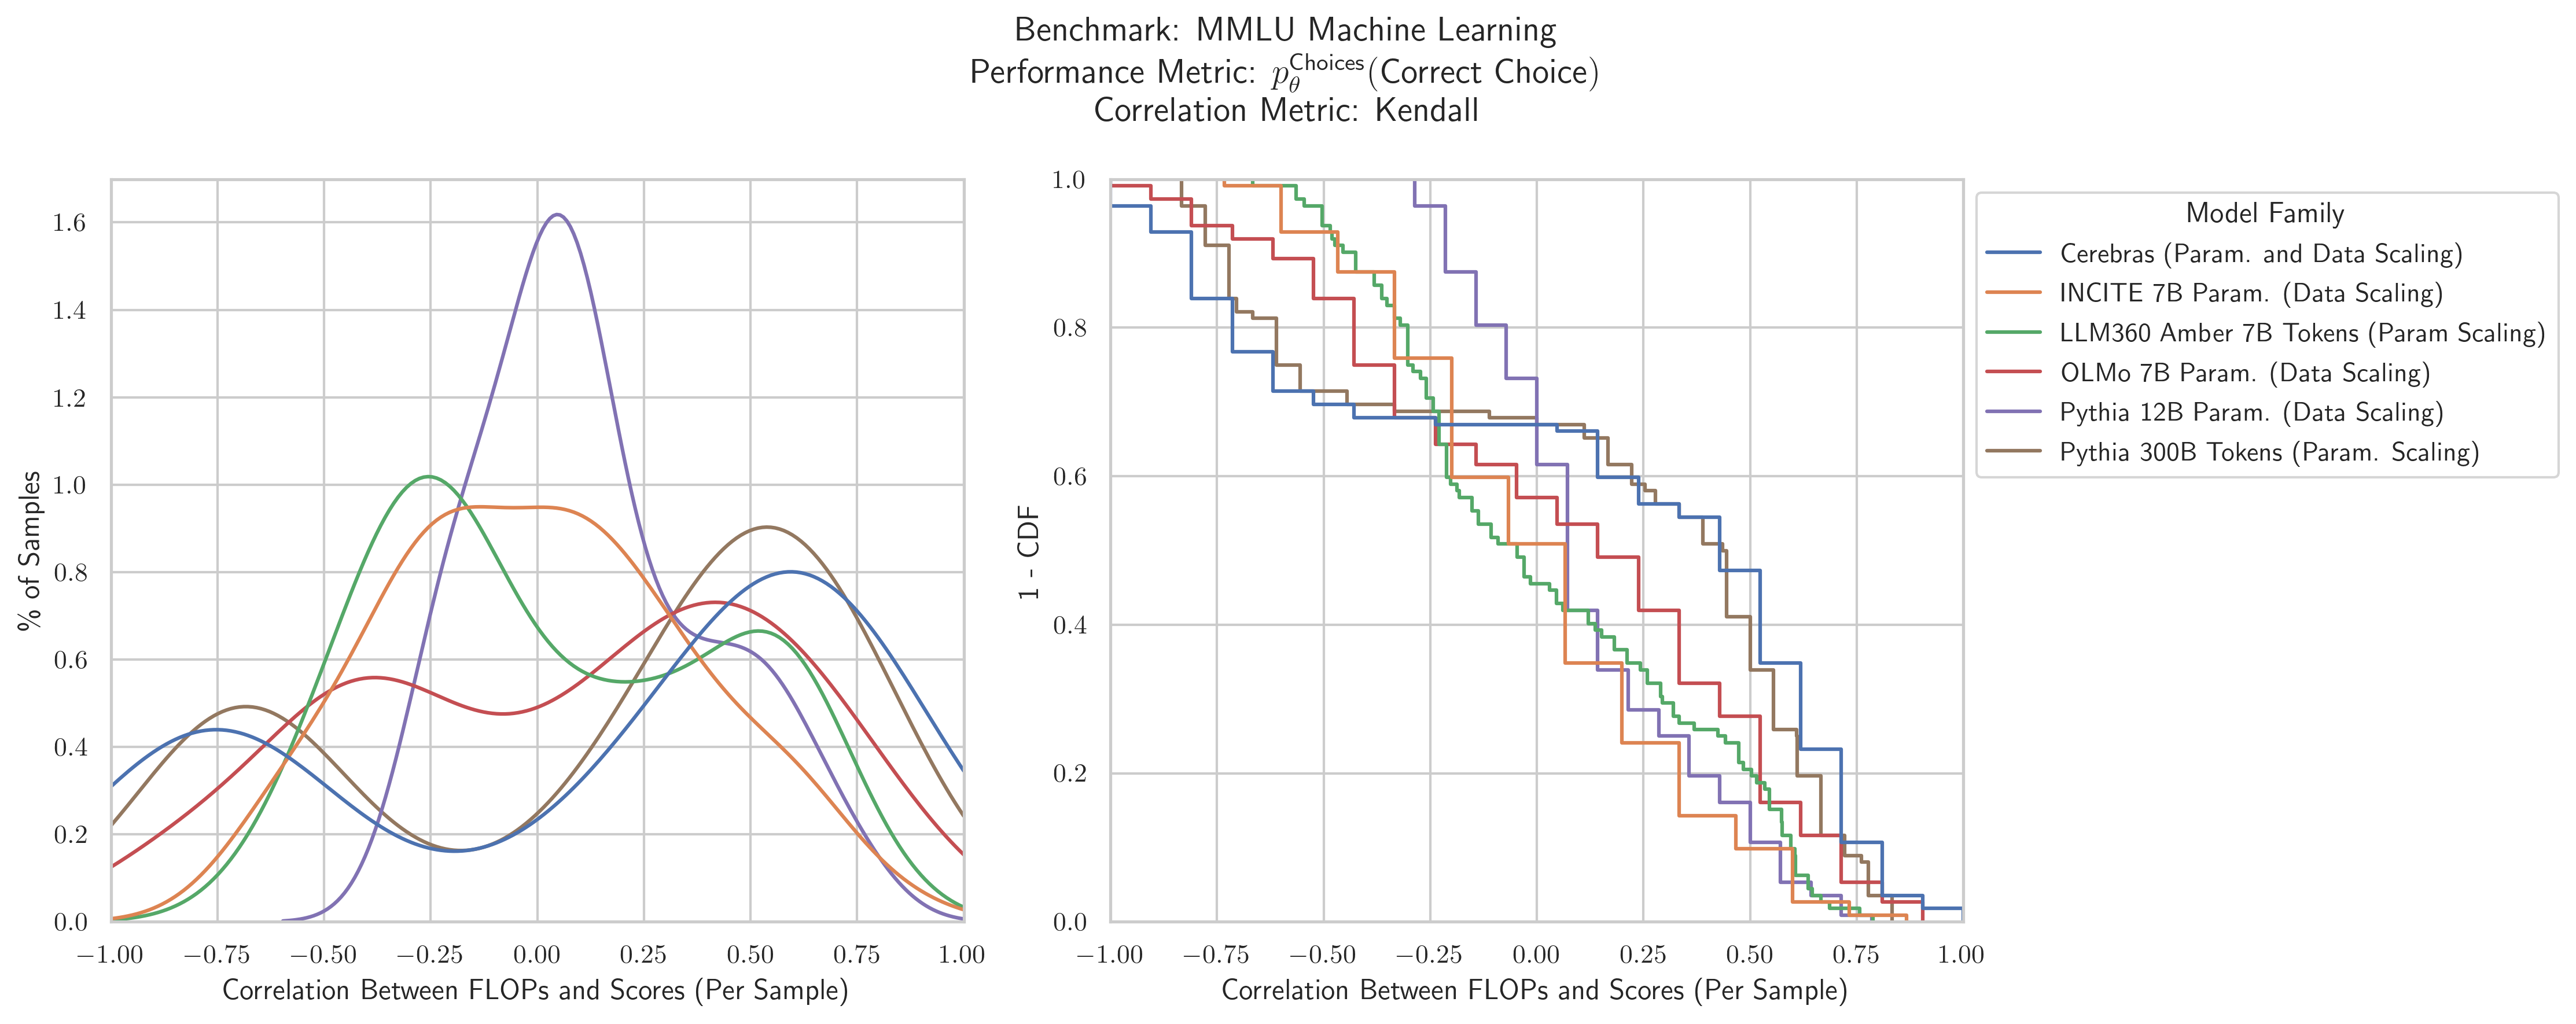 Benchmark: MMLU Machine Learning
Performance Metric: $p_\theta^{\text{Choices}}$(Correct Choice)
Correlation Metric: Kendall
% of Samples
1.6
1.4
1.2
1.0
0.8
0.6
0.4
0.2
0.0
−1.00 −0.75 −0.50 −0.25 0.00 0.25 0.50 0.75 1.00
Correlation Between FLOPs and Scores (Per Sample)
1 - CDF
1.0
0.8
0.6
0.4
0.2
0.0
−1.00 −0.75 −0.50 −0.25 0.00 0.25 0.50 0.75 1.00
Correlation Between FLOPs and Scores (Per Sample)
Model Family
Cerebras (Param. and Data Scaling)
INCITE 7B Param. (Data Scaling)
LLM360 Amber 7B Tokens (Param Scaling)
OLMo 7B Param. (Data Scaling)
Pythia 12B Param. (Data Scaling)
Pythia 300B Tokens (Param. Scaling)